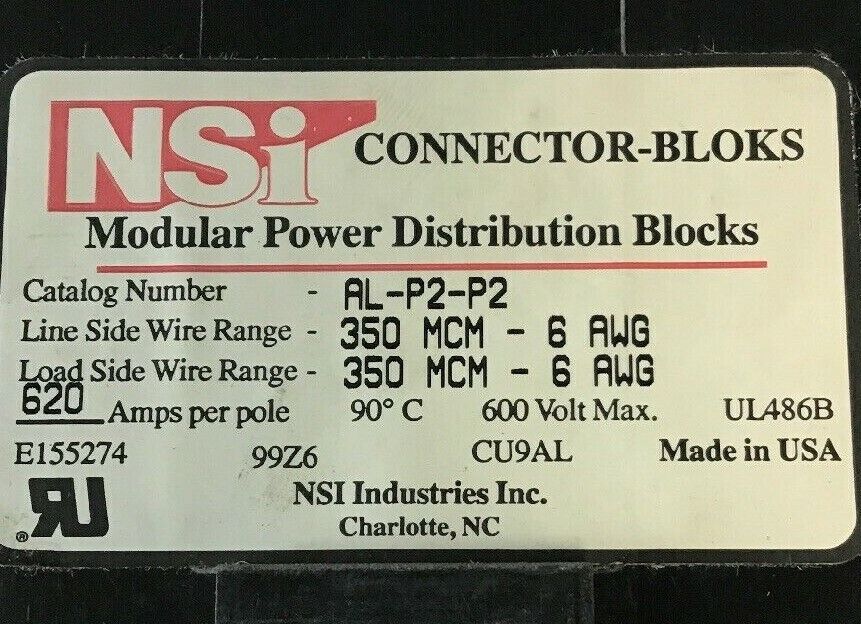 NSi CONNECTOR-BLOKS
Modular Power Distribution Blocks
Catalog Number - AL-P2-P2
Line Side Wire Range - 350 MCM - 6 AWG
Load Side Wire Range - 350 MCM - 6 AWG
620 Amps per pole 90° C 600 Volt Max. UL486B
E155274 99Z6 CU9AL Made in USA
NSI Industries Inc.
Charlotte, NC
UR ®